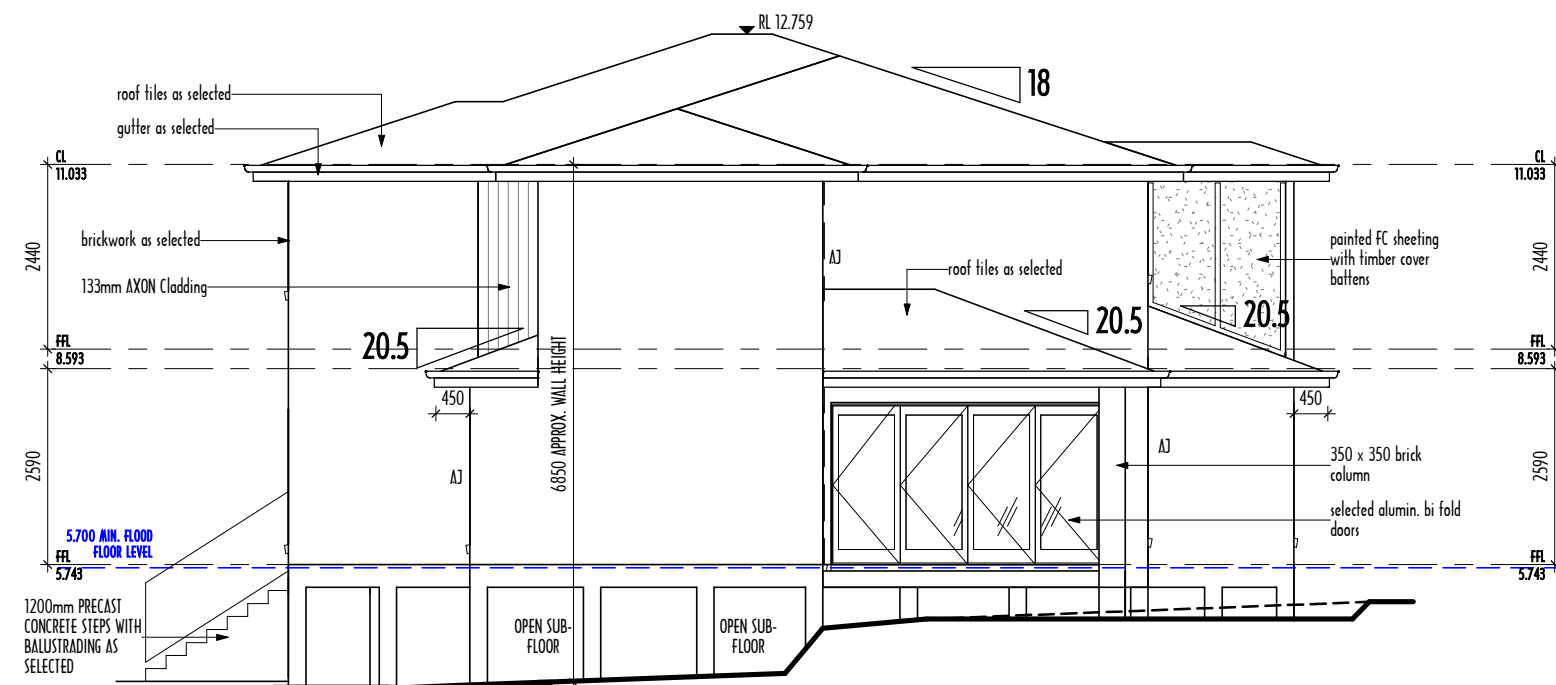 RL 12.759
18
roof tiles as selected
gutter as selected
CL
11.033
CL
11.033
brickwork as selected
2440
133mm AXON Cladding
AJ
roof tiles as selected
painted FC sheeting
with timber cover
battens
2440
20.5
20.5
20.5
FFL
8.593
FFL
8.593
6850 APPROX. WALL HEIGHT
450
450
2590
AJ
AJ
350 x 350 brick
column
2590
selected alumin. bi fold
doors
5.700 MIN. FLOOD
FLOOR LEVEL
FFL
5.743
FFL
5.743
1200mm PRECAST
CONCRETE STEPS WITH
BALUSTRADING AS
SELECTED
OPEN SUB-
FLOOR
OPEN SUB-
FLOOR